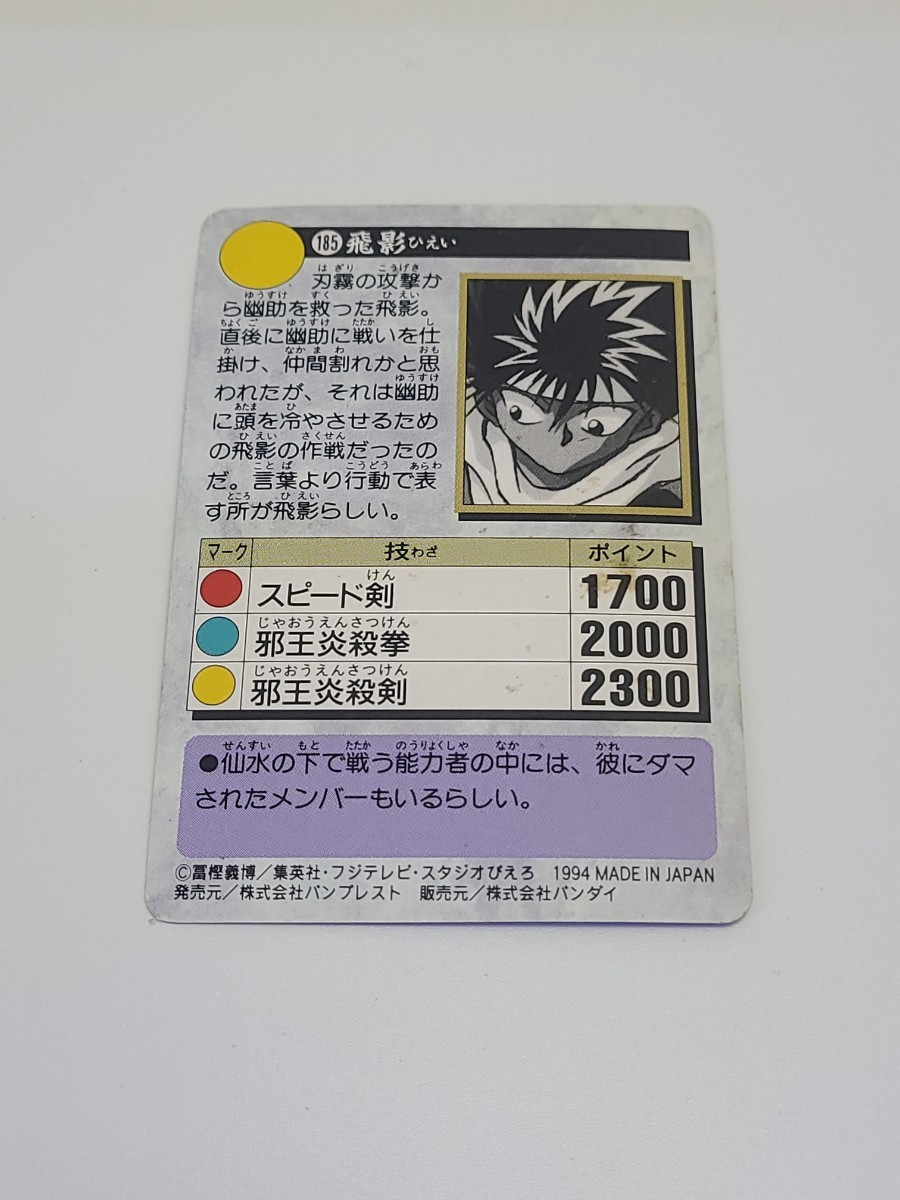 185 飛影 ひえい
刃霧の攻撃か
ら幽助を救った飛影。
直後に幽助に戦いを仕
掛け、仲間割れかと思
われたが、それは幽助
に頭を冷やさせるため
の飛影の作戦だったの
だ。言葉より行動で表
す所が飛影らしい。
マーク 技わざ ポイント
スピード剣 1700
邪王炎殺拳 2000
邪王炎殺剣 2300
●仙水の下で戦う能力者の中には、彼にダマ
されたメンバーもいるらしい。
©冨樫義博/集英社・フジテレビ・スタジオぴえろ 1994 MADE IN JAPAN
発売元/株式会社バンプレスト 販売元/株式会社バンダイ